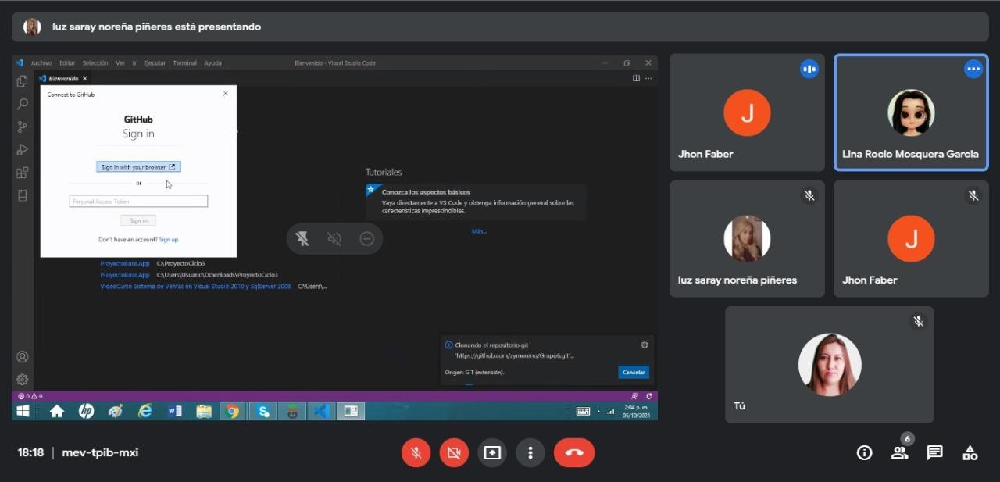 luz saray noreña piñeres está presentando
Archivo Editar Selección Ver Ir Ejecutar Terminal Ayuda
Bienvenido - Visual Studio Code
Bienvenido
Connect to GitHub
GitHub
Sign in
Sign in with your browser
or
Personal Access Token
Sign in
Don't have an account? Sign up
Tutoriales
Conozca los aspectos básicos
Vaya directamente a VS Code y obtenga información general sobre las
características imprescindibles.
Más...
ProyectoBase.App C:\ProyectoCiclo3
ProyectoBase.App C:\Users\Usuario\Downloads\ProyectoCiclo3
VideoCurso Sistema de Ventas en Visual Studio 2010 y SqlServer 2008 C:\Users\...
Clonando el repositorio git
'https://github.com/zymoreno/Grupo6.git'...
Origen: GIT (extensión).
Cancelar
0 0
2:04 p. m.
05/10/2021
J
Jhon Faber
Lina Rocio Mosquera Garcia
luz saray noreña piñeres
J
Jhon Faber
Tú
18:18 | mev-tpib-mxi
6